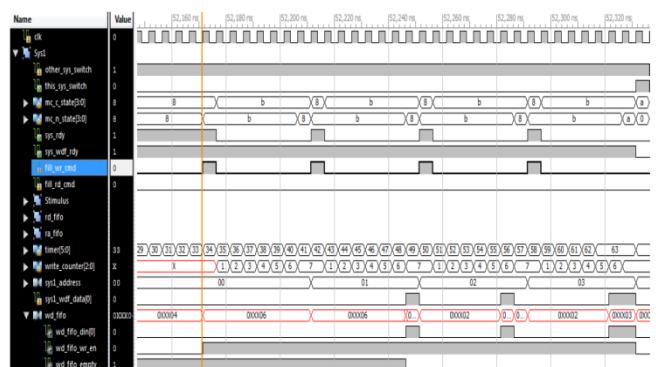 Name Value 52,160 ns 52,180 ns 52,200 ns 52,220 ns 52,240 ns 52,260 ns 52,280 ns 52,300 ns 52,320 ns
clk 0
Sys1
other_sys_switch 1
this_sys_switch 0
mc_c_state[3:0] 8 8 b 8 b 8 b 8 b a
mc_n_state[3:0] 8 8 b 8 b 8 b 8 b a 0
sys_rdy 1
sys_wdf_rdy 1
fill_wr_cmd 0
fill_rd_cmd 0
Stimulus
rd_fifo
ra_fifo
timer[5:0] 33 29 30 31 32 33 34 35 36 37 38 39 40 41 42 43 44 45 46 47 48 49 50 51 52 53 54 55 56 57 58 59 60 61 62 63
write_counter[2:0] X X 1 2 3 4 5 6 7 1 2 3 4 5 6 7 1 2 3 4 5 6 7 1 2 3 4 5 6
sys1_address 00 00 01 02 03
sys1_wdf_data[0] 0
wd_fifo 0XXX04 0XXX06 0XXX06 0... 0XXX02 0... 0... 0XXX02 0XXX03
wd_fifo_din[0] 0
wd_fifo_wr_en 0
wd_fifo_empty 1